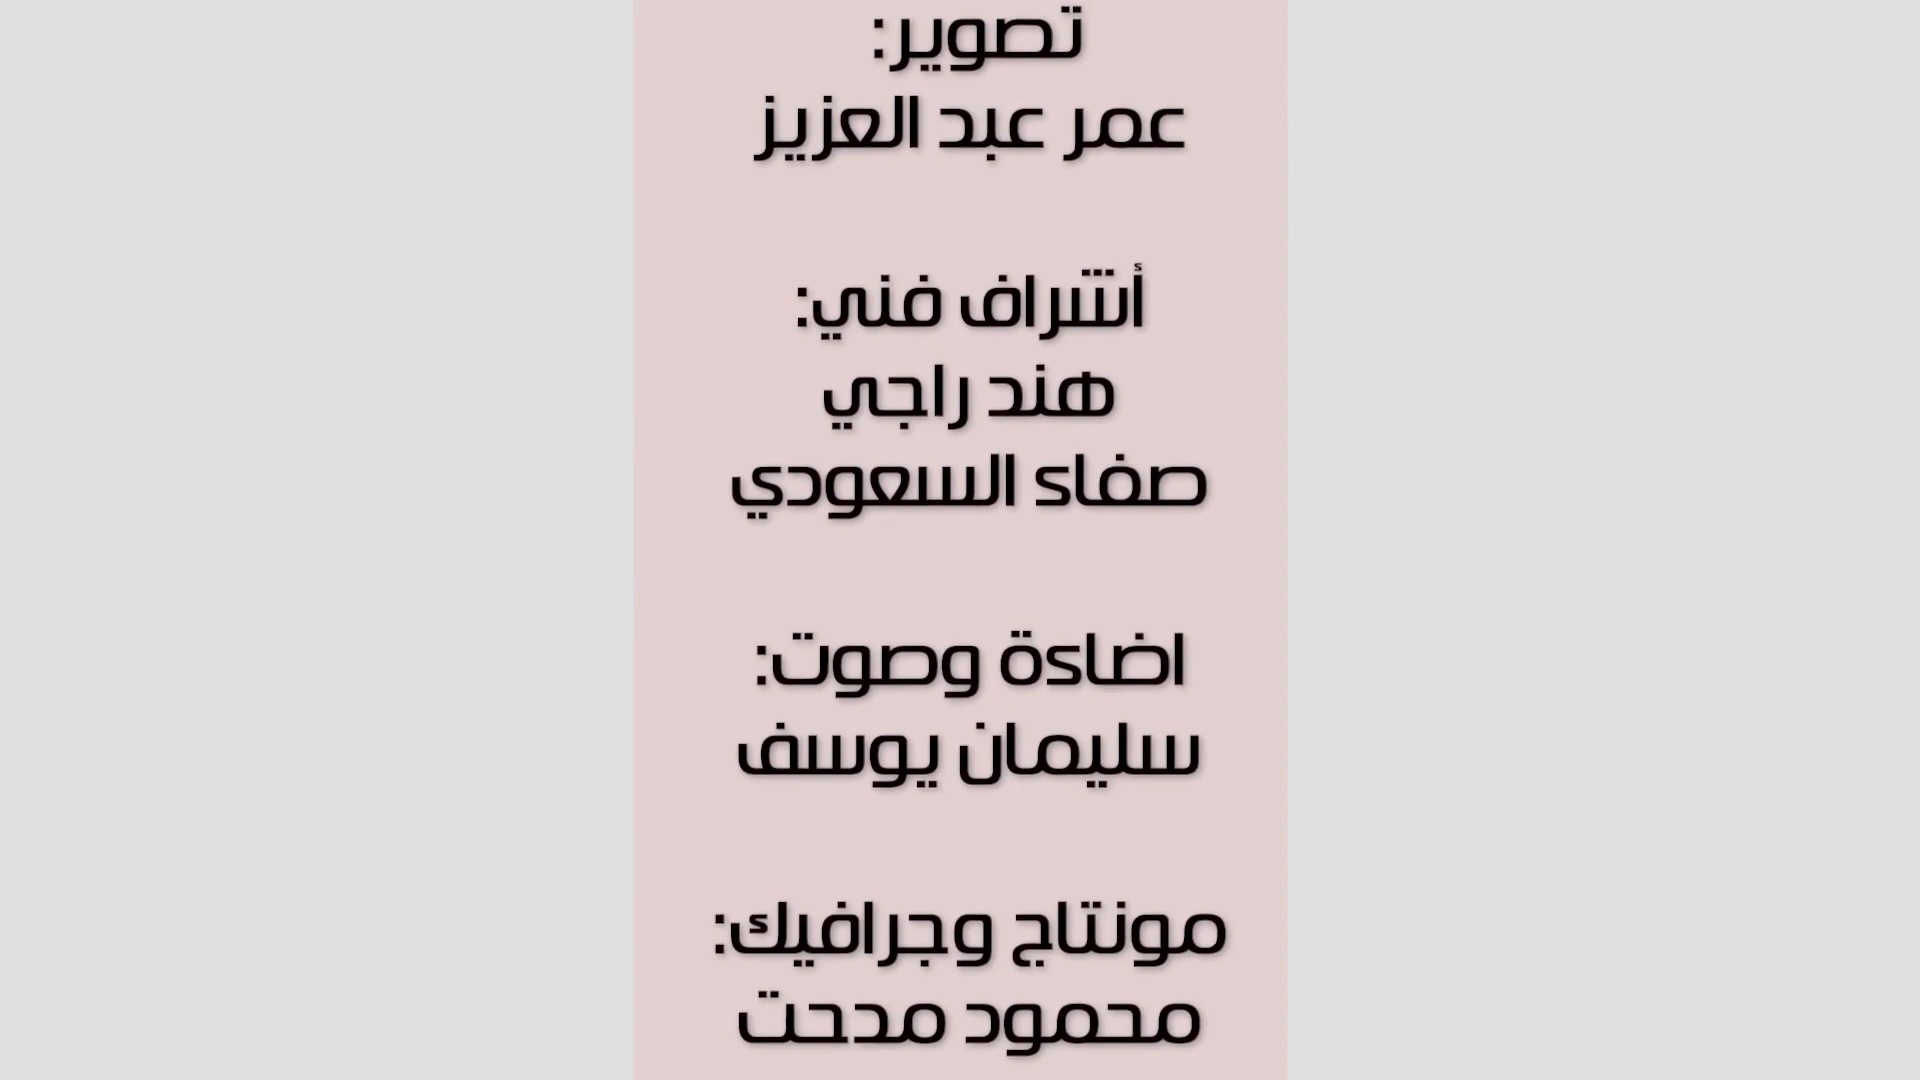 تصوير:
عمر عبد العزيز
أشراف فني:
هند راجي
صفاء السعودي
اضاءة وصوت:
سليمان يوسف
مونتاج وجرافيك:
محمود مدحت